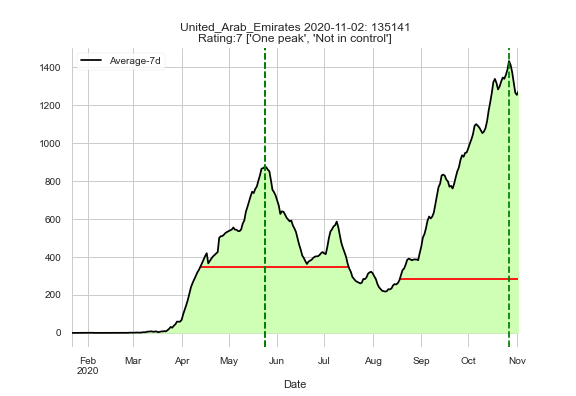 United_Arab_Emirates 2020-11-02: 135141
Rating:7 ['One peak', 'Not in control']
Average-7d
1400
1200
1000
800
600
400
200
0
Feb Mar Apr May Jun Jul Aug Sep Oct Nov
2020
Date